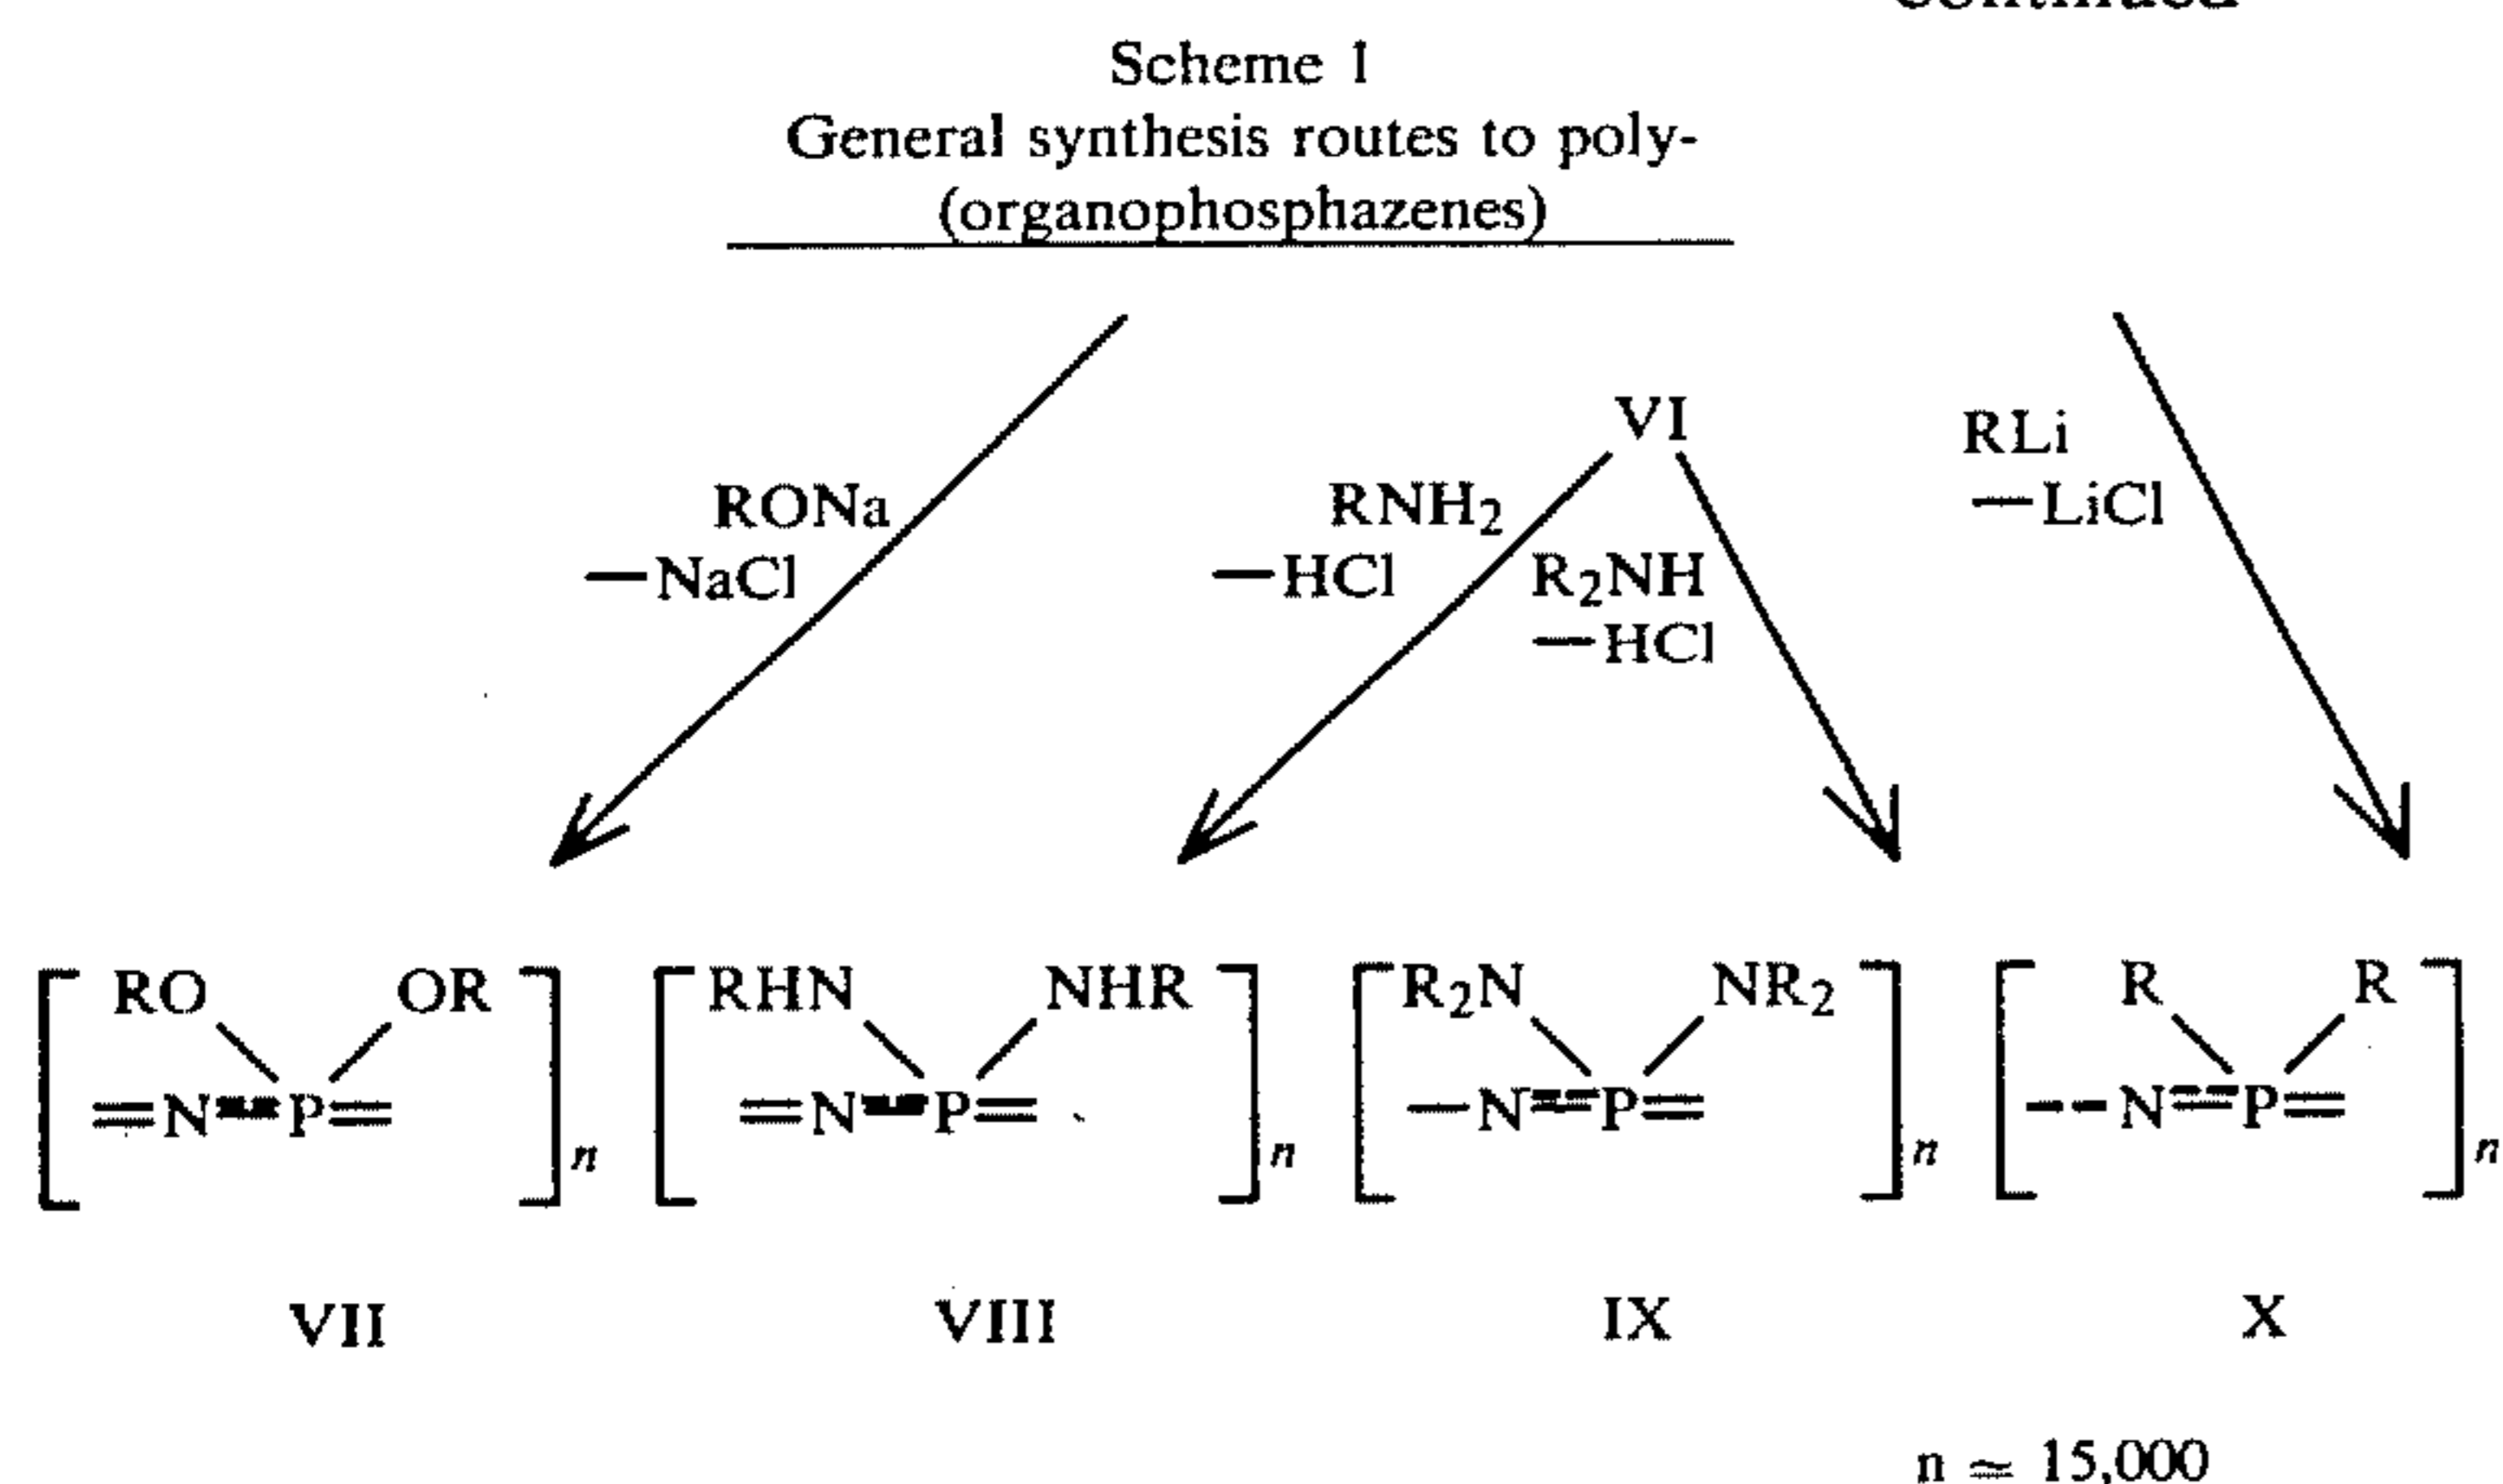 Scheme 1
General synthesis routes to poly-
(organophosphazenes)
VI
RLi
—LiCl
RONa
—NaCl
RNH2
—HCl
R2NH
—HCl
RO OR
=N=P=
n
VII
RHN NHR
=N=P=
n
VIII
R2N NR2
—N=P=
n
IX
R R
--N=P=
n
X
n ≃ 15,000